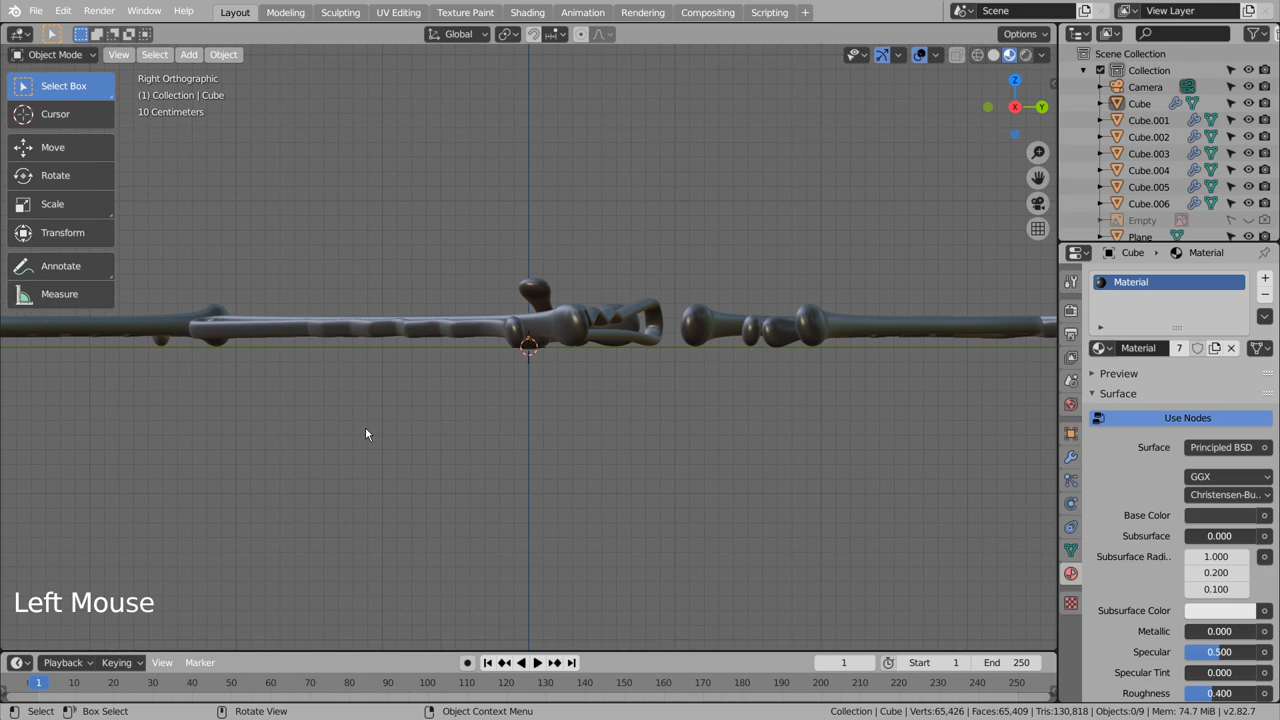 File Edit Render Window Help Layout Modeling Sculpting UV Editing Texture Paint Shading Animation Rendering Compositing Scripting + Scene View Layer
Global Options
Object Mode View Select Add Object
Select Box
Cursor
Move
Rotate
Scale
Transform
Annotate
Measure
Right Orthographic
(1) Collection | Cube
10 Centimeters
Z
X
Y
Left Mouse
Scene Collection
Collection
Camera
Cube
Cube.001
Cube.002
Cube.003
Cube.004
Cube.005
Cube.006
Empty
Plane
Cube Material
Material
Material 7
Preview
Surface
Use Nodes
Surface Principled BSD
GGX
Christensen-Bu..
Base Color
Subsurface 0.000
Subsurface Radi.. 1.000
0.200
0.100
Subsurface Color
Metallic 0.000
Specular 0.500
Specular Tint 0.000
Roughness 0.400
Playback Keying View Marker 1 Start 1 End 250
1 10 20 30 40 50 60 70 80 90 100 110 120 130 140 150 160 170 180 190 200 210 220 230 240 250
Select Box Select Rotate View Object Context Menu Collection | Cube | Verts:65,426 | Faces:65,409 | Tris:130,818 | Objects:0/9 | Mem: 74.7 MiB | v2.82.7